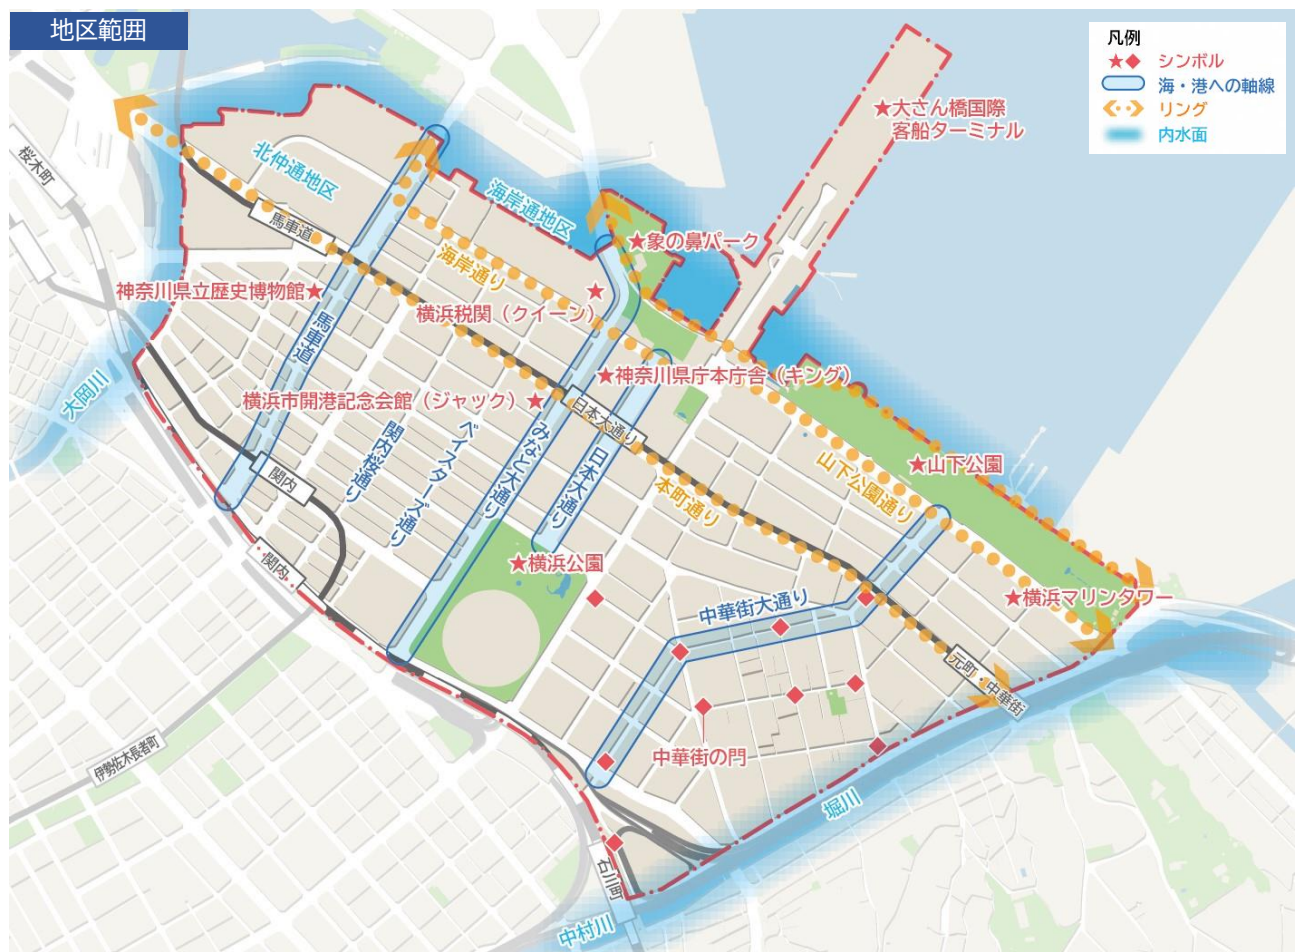 地区範囲
凡例
★◆ シンボル
海・港への軸線
リング
内水面
★大さん橋国際
客船ターミナル
桜木町
北仲通地区
海岸通地区
馬車道
★象の鼻パーク
海岸通り
神奈川県立歴史博物館★
横浜税関（クイーン）
馬車道
大岡川
★神奈川県庁本庁舎（キング）
横浜市開港記念会館（ジャック）★
日本大通り
関内桜通り
ベイスターズ通り
みなと大通り
日本大通り
本町通り
山下公園通り
★山下公園
関内
関内
★横浜公園
中華街大通り
★横浜マリンタワー
元町・中華街
中華街の門
伊勢佐木長者町
堀川
石川町
中村川